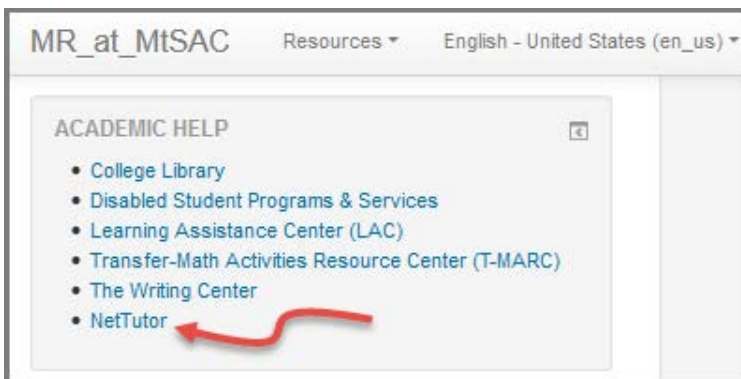 MR_at_MtSAC Resources English - United States (en_us)
ACADEMIC HELP
College Library
Disabled Student Programs & Services
Learning Assistance Center (LAC)
Transfer-Math Activities Resource Center (T-MARC)
The Writing Center
NetTutor